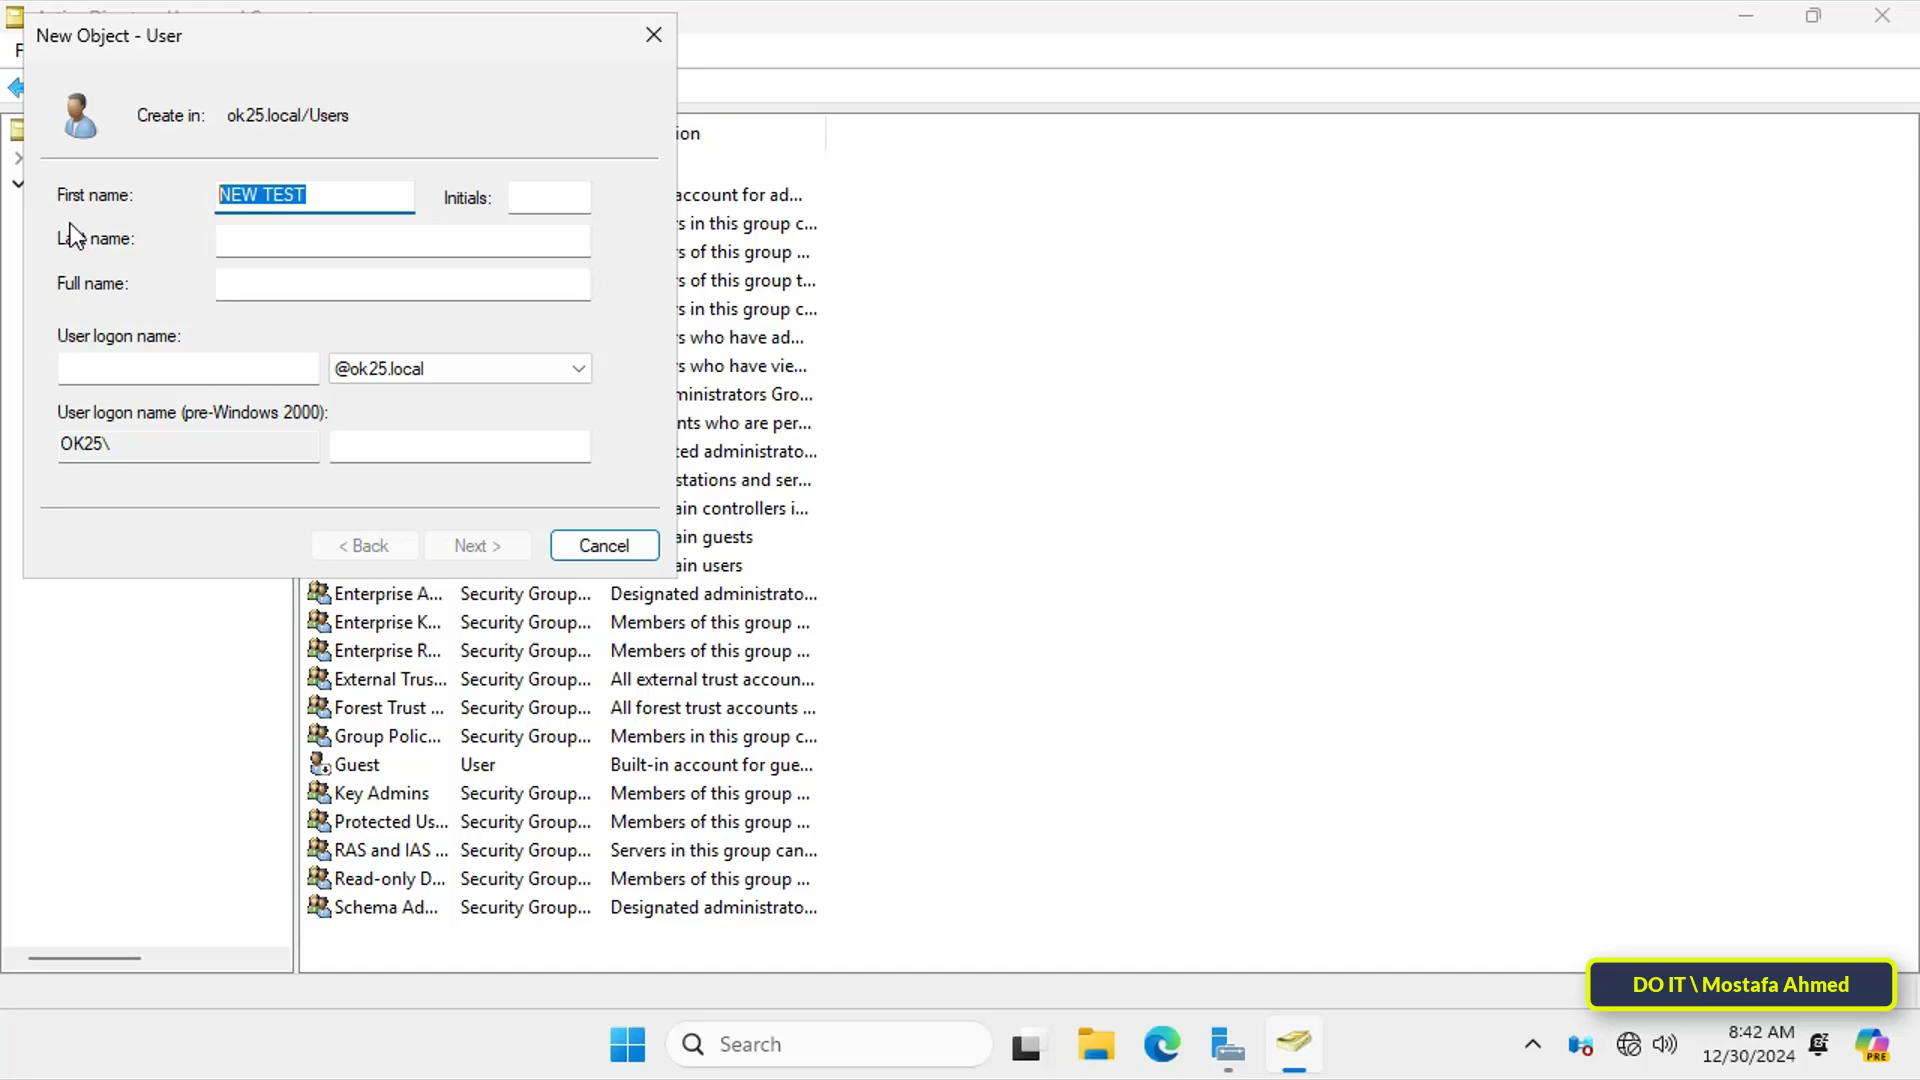 New Object - User
Create in: ok25.local/Users
First name: NEW TEST Initials:
name:
Full name:
User logon name:
@ok25.local
User logon name (pre-Windows 2000):
OK25\
< Back Next > Cancel
ion
account for ad...
s in this group c...
s of this group ...
s of this group t...
s in this group c...
s who have ad...
s who have vie...
ministrators Gro...
nts who are per...
ted administrato...
stations and ser...
ain controllers i...
ain guests
ain users
Enterprise A... Security Group... Designated administrato...
Enterprise K... Security Group... Members of this group ...
Enterprise R... Security Group... Members of this group ...
External Trus... Security Group... All external trust accoun...
Forest Trust ... Security Group... All forest trust accounts ...
Group Polic... Security Group... Members in this group c...
Guest User Built-in account for gue...
Key Admins Security Group... Members of this group ...
Protected Us... Security Group... Members of this group ...
RAS and IAS ... Security Group... Servers in this group can...
Read-only D... Security Group... Members of this group ...
Schema Ad... Security Group... Designated administrato...
DO IT \ Mostafa Ahmed
Search
8:42 AM
12/30/2024
PRE